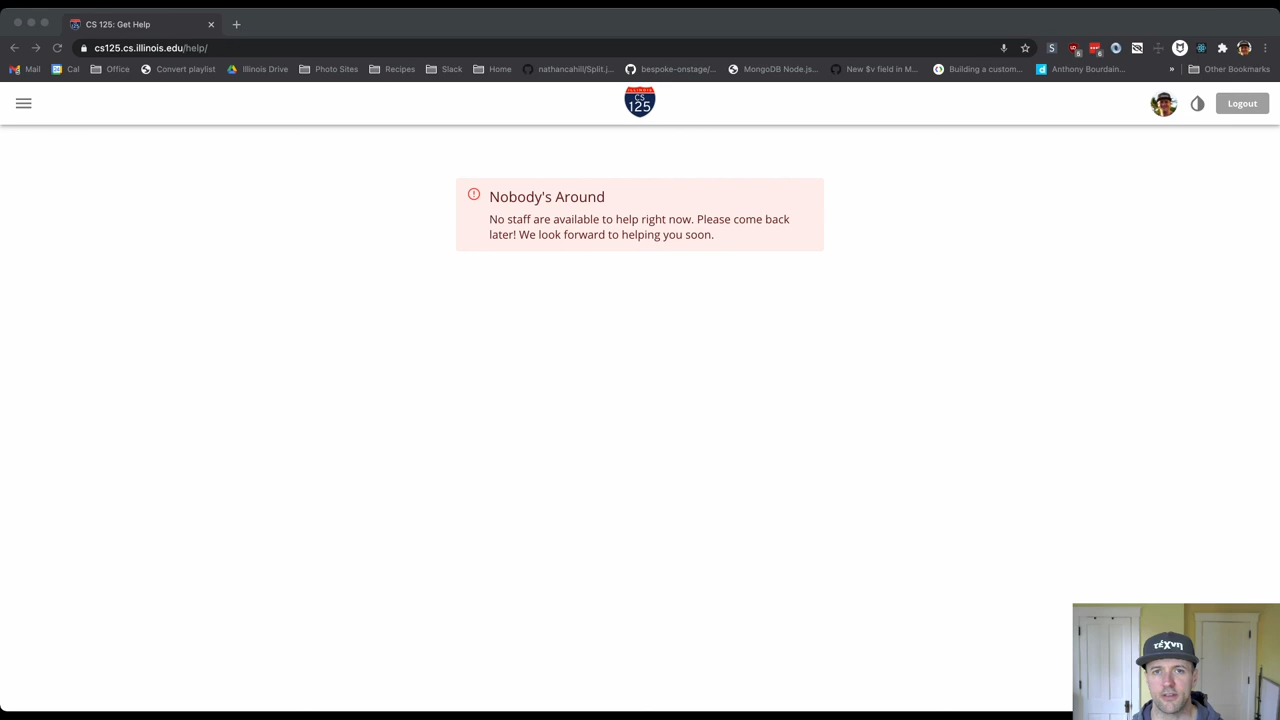 CS 125: Get Help
cs125.cs.illinois.edu/help/
Mail
Cal
Office
Convert playlist
Illinois Drive
Photo Sites
Recipes
Slack
Home
nathancahill/Split.j...
bespoke-onstage/...
MongoDB Node.js...
New $v field in M...
Building a custom...
Anthony Bourdain...
»
Other Bookmarks
ILLINOIS
CS
125
Logout
Nobody's Around
No staff are available to help right now. Please come back
later! We look forward to helping you soon.
τέχνη